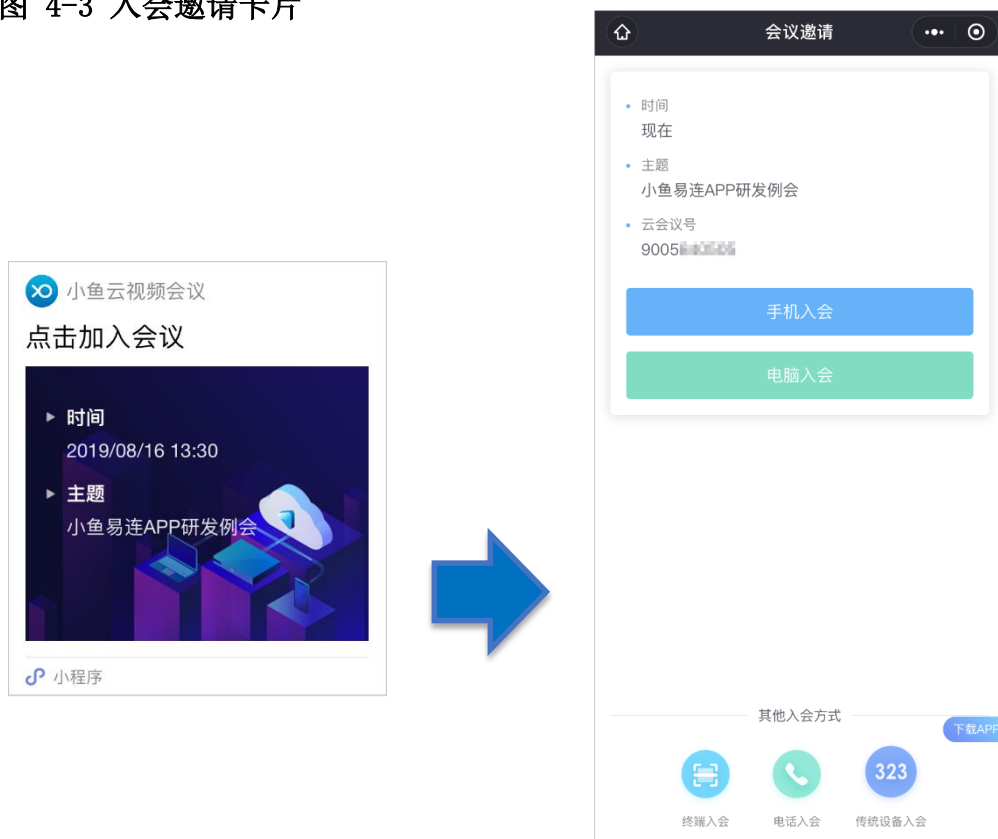 图 4-3 入会邀请卡片
小鱼云视频会议
点击加入会议
时间
2019/08/16 13:30
主题
小鱼易连APP研发例会
小程序
会议邀请
时间
现在
主题
小鱼易连APP研发例会
云会议号
9005
手机入会
电脑入会
其他入会方式
下载APP
323
终端入会
电话入会
传统设备入会